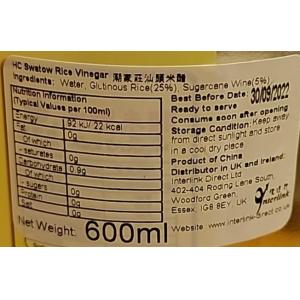 HC Swatow Rice Vinegar 潮豪莊汕頭米醋
Ingredients: Water, Glutinous Rice(25%), Sugarcane Wine(5%)
Nutrition Information
(Typical Values per 100ml)
Energy 92 kJ/ 22 kcal
Fat 0g
Of which
- saturates 0g
Carbohydrate 0.9g
Of which
- sugars 0g
Protein 0g
Salt 0g
Net Weight: 600ml
Best Before Date: 30/09/2022
Consume soon after opening
Storage Condition: Keep away
from direct sunlight and store
in a cool dry place
Product of China
Distributor in UK and Ireland:
Interlink Direct Ltd
402-404 Roding Lane South,
Woodford Green,
Essex, IG8 8EY, UK
interlink
Website: www.interlink-direct.co.uk